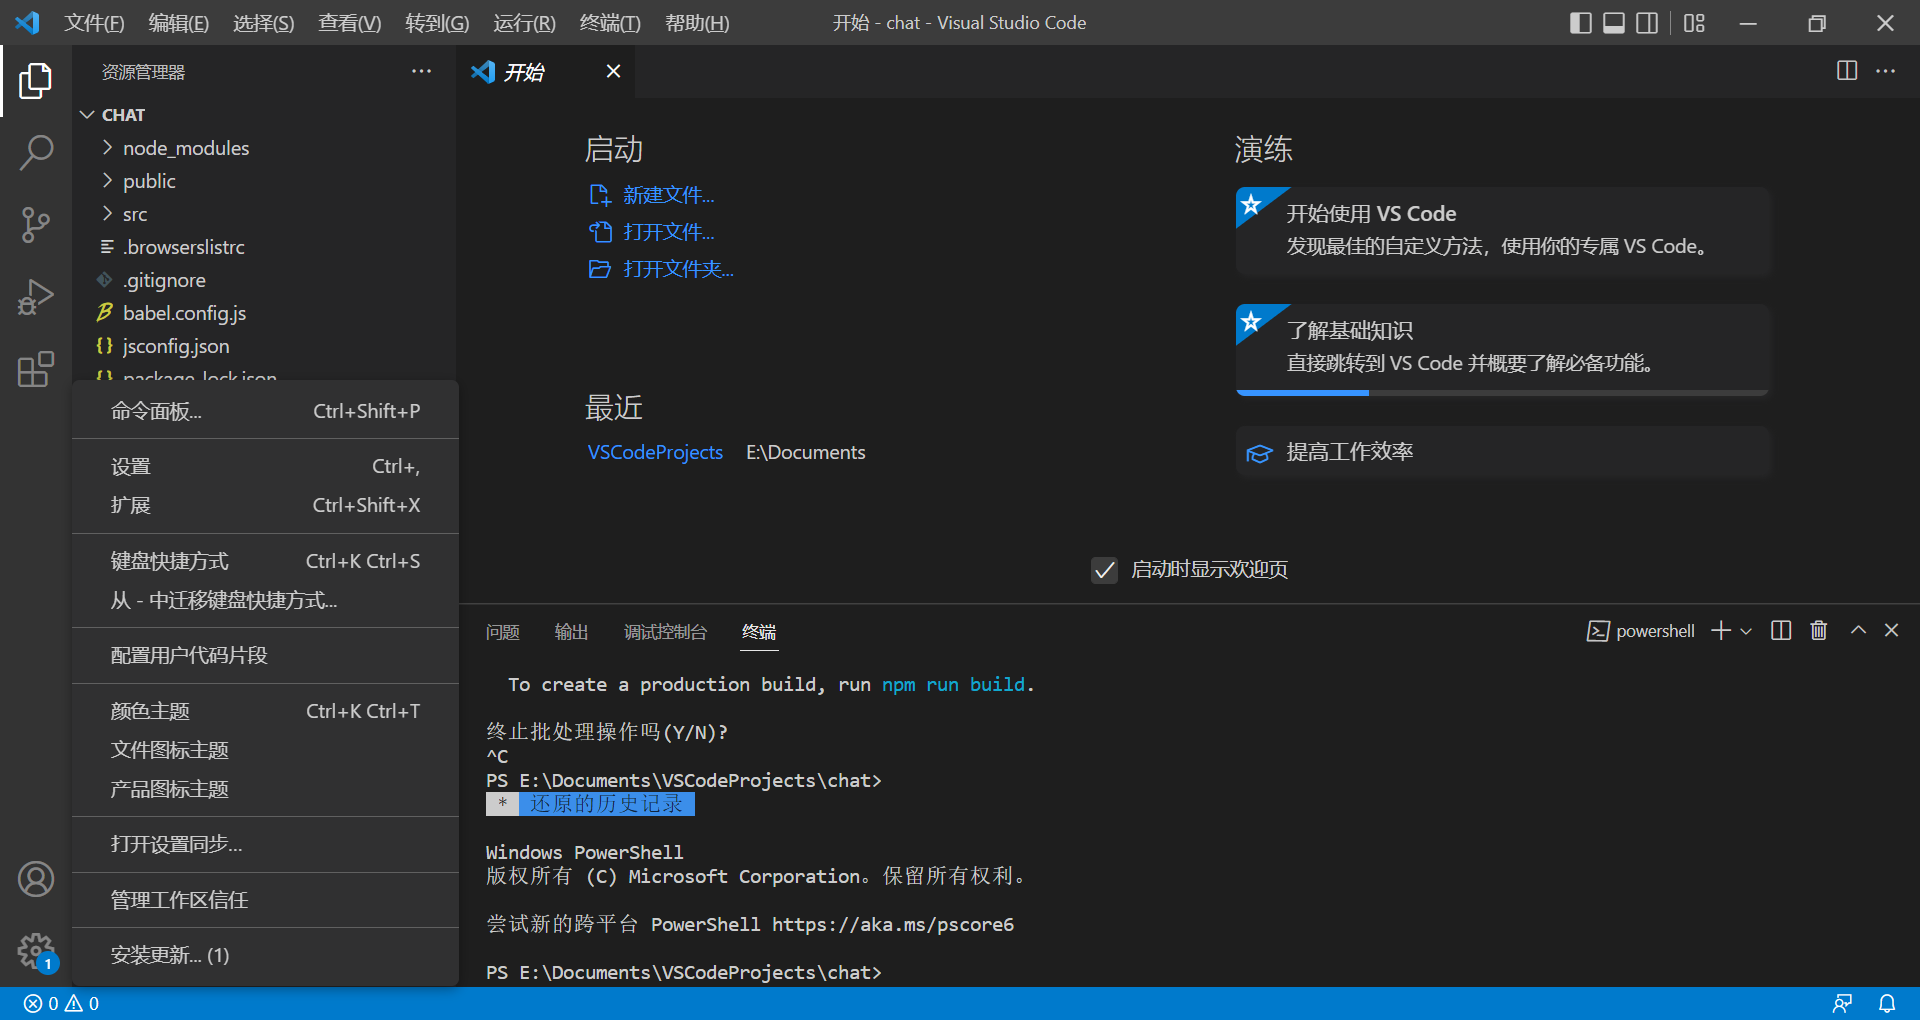 文件(F) 编辑(E) 选择(S) 查看(V) 转到(G) 运行(R) 终端(T) 帮助(H) 开始 - chat - Visual Studio Code
资源管理器
开始
CHAT
node_modules
public
src
.browserslistrc
.gitignore
babel.config.js
jsconfig.json
package-lock.json
命令面板... Ctrl+Shift+P
设置 Ctrl+,
扩展 Ctrl+Shift+X
键盘快捷方式 Ctrl+K Ctrl+S
从 - 中迁移键盘快捷方式...
配置用户代码片段
颜色主题 Ctrl+K Ctrl+T
文件图标主题
产品图标主题
打开设置同步...
管理工作区信任
安装更新... (1)
1
启动
新建文件...
打开文件...
打开文件夹...
最近
VSCodeProjects E:\Documents
演练
开始使用 VS Code
发现最佳的自定义方法，使用你的专属 VS Code。
了解基础知识
直接跳转到 VS Code 并概要了解必备功能。
提高工作效率
启动时显示欢迎页
问题 输出 调试控制台 终端 powershell
To create a production build, run npm run build.
终止批处理操作吗(Y/N)?
^C
PS E:\Documents\VSCodeProjects\chat>
* 还原的历史记录
Windows PowerShell
版权所有 (C) Microsoft Corporation。保留所有权利。
尝试新的跨平台 PowerShell https://aka.ms/pscore6
PS E:\Documents\VSCodeProjects\chat>
0 0